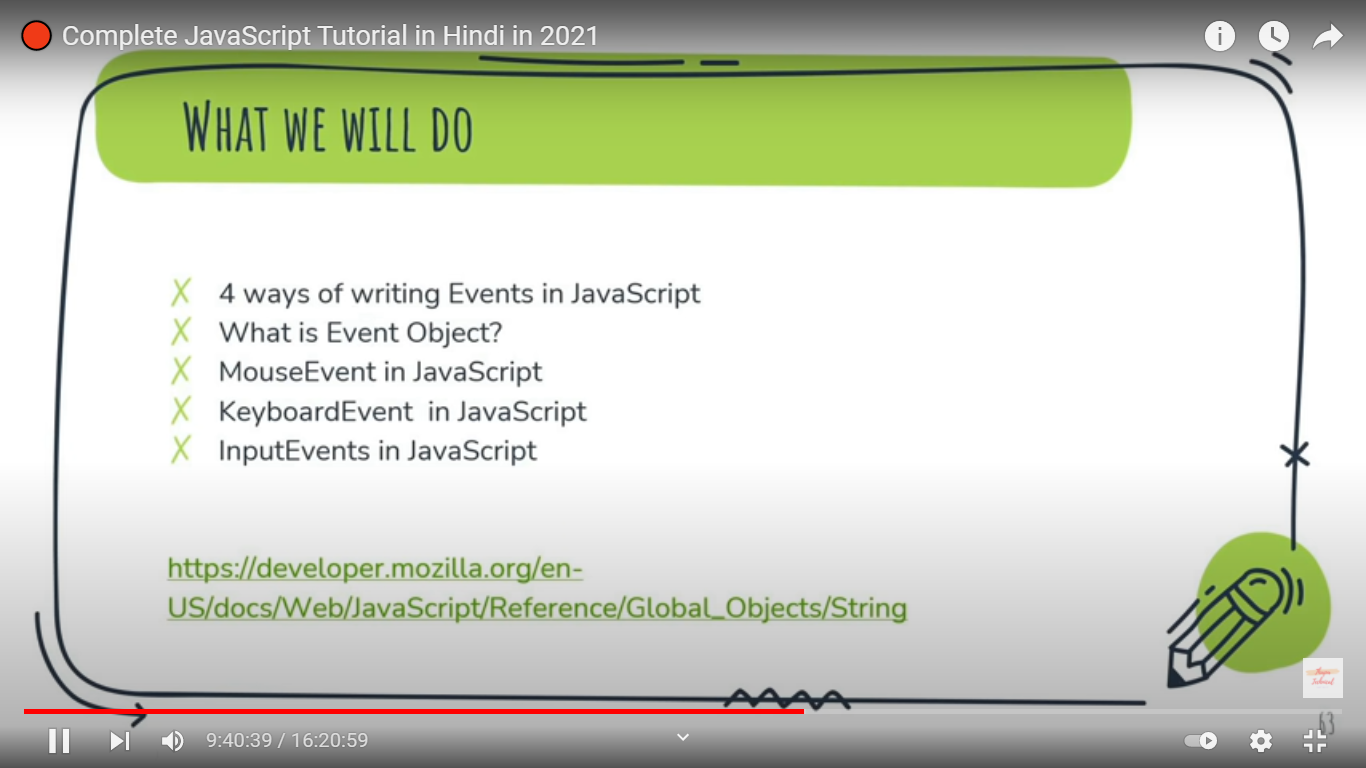 Complete JavaScript Tutorial in Hindi in 2021
WHAT WE WILL DO
4 ways of writing Events in JavaScript
What is Event Object?
MouseEvent in JavaScript
KeyboardEvent in JavaScript
InputEvents in JavaScript
https://developer.mozilla.org/en-
US/docs/Web/JavaScript/Reference/Global_Objects/String
63
9:40:39 / 16:20:59